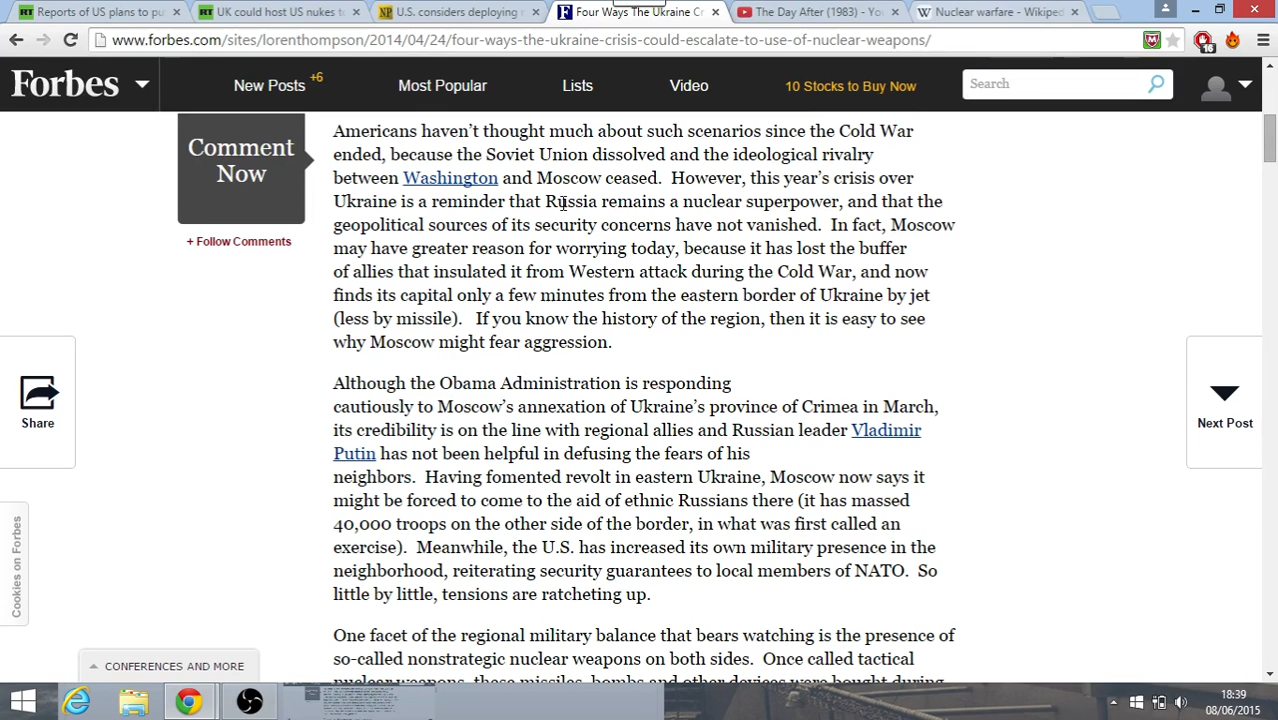 Reports of US plans to pu
UK could host US nukes t
U.S. considers deploying n
Four Ways The Ukraine Cr
The Day After (1983) - Yo
Nuclear warfare - Wikiped
www.forbes.com/sites/lorenthompson/2014/04/24/four-ways-the-ukraine-crisis-could-escalate-to-use-of-nuclear-weapons/
16
Forbes
New Posts +6
Most Popular
Lists
Video
10 Stocks to Buy Now
Search
Comment
Now
+ Follow Comments
Americans haven't thought much about such scenarios since the Cold War
ended, because the Soviet Union dissolved and the ideological rivalry
between Washington and Moscow ceased. However, this year's crisis over
Ukraine is a reminder that Russia remains a nuclear superpower, and that the
geopolitical sources of its security concerns have not vanished. In fact, Moscow
may have greater reason for worrying today, because it has lost the buffer
of allies that insulated it from Western attack during the Cold War, and now
finds its capital only a few minutes from the eastern border of Ukraine by jet
(less by missile). If you know the history of the region, then it is easy to see
why Moscow might fear aggression.
Although the Obama Administration is responding
cautiously to Moscow's annexation of Ukraine's province of Crimea in March,
its credibility is on the line with regional allies and Russian leader Vladimir
Putin has not been helpful in defusing the fears of his
neighbors. Having fomented revolt in eastern Ukraine, Moscow now says it
might be forced to come to the aid of ethnic Russians there (it has massed
40,000 troops on the other side of the border, in what was first called an
exercise). Meanwhile, the U.S. has increased its own military presence in the
neighborhood, reiterating security guarantees to local members of NATO. So
little by little, tensions are ratcheting up.
One facet of the regional military balance that bears watching is the presence of
so-called nonstrategic nuclear weapons on both sides. Once called tactical
nuclear weapons, these missiles, bombs and other devices were bought during
Share
Next Post
Cookies on Forbes
CONFERENCES AND MORE
18:39
08/06/2015